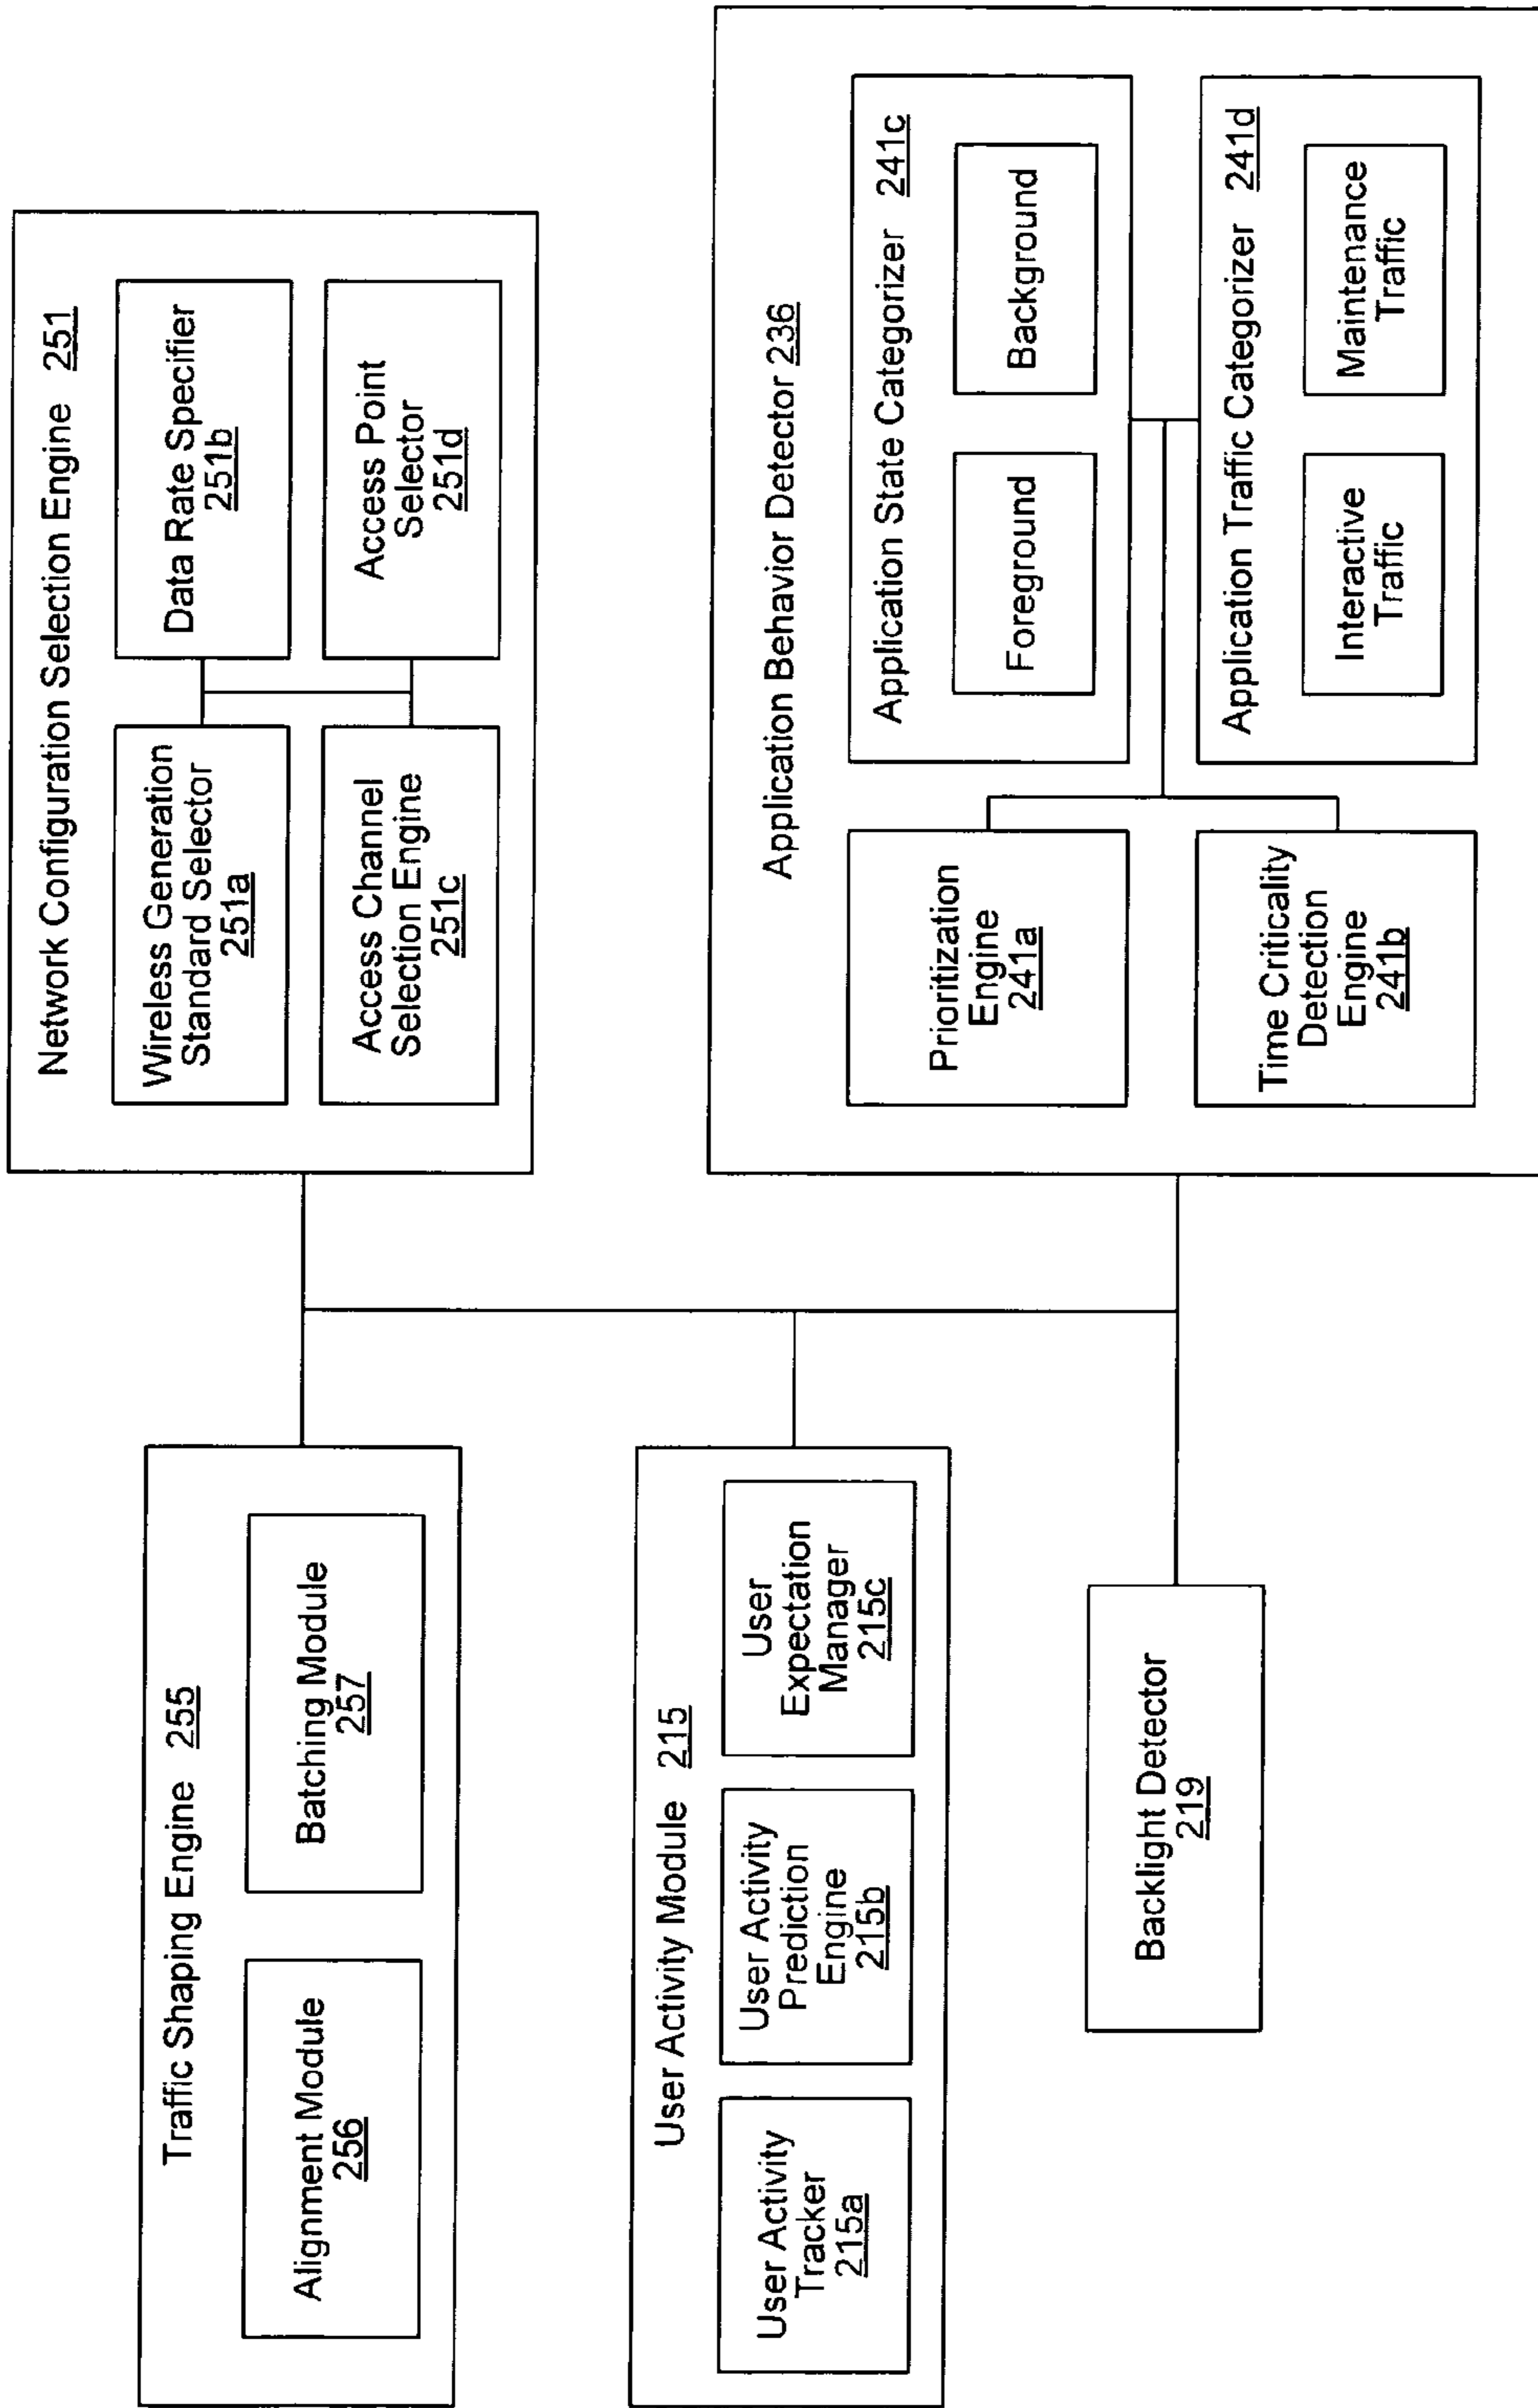 Traffic Shaping Engine 255
Alignment Module
256
Batching Module
257
User Activity Module 215
User Activity
Tracker
215a
User Activity
Prediction
Engine
215b
User
Expectation
Manager
215c
Backlight Detector
219
Network Configuration Selection Engine 251
Wireless Generation
Standard Selector
251a
Data Rate Specifier
251b
Access Channel
Selection Engine
251c
Access Point
Selector
251d
Application Behavior Detector 236
Prioritization
Engine
241a
Time Criticality
Detection
Engine
241b
Application State Categorizer 241c
Foreground
Background
Application Traffic Categorizer 241d
Interactive
Traffic
Maintenance
Traffic